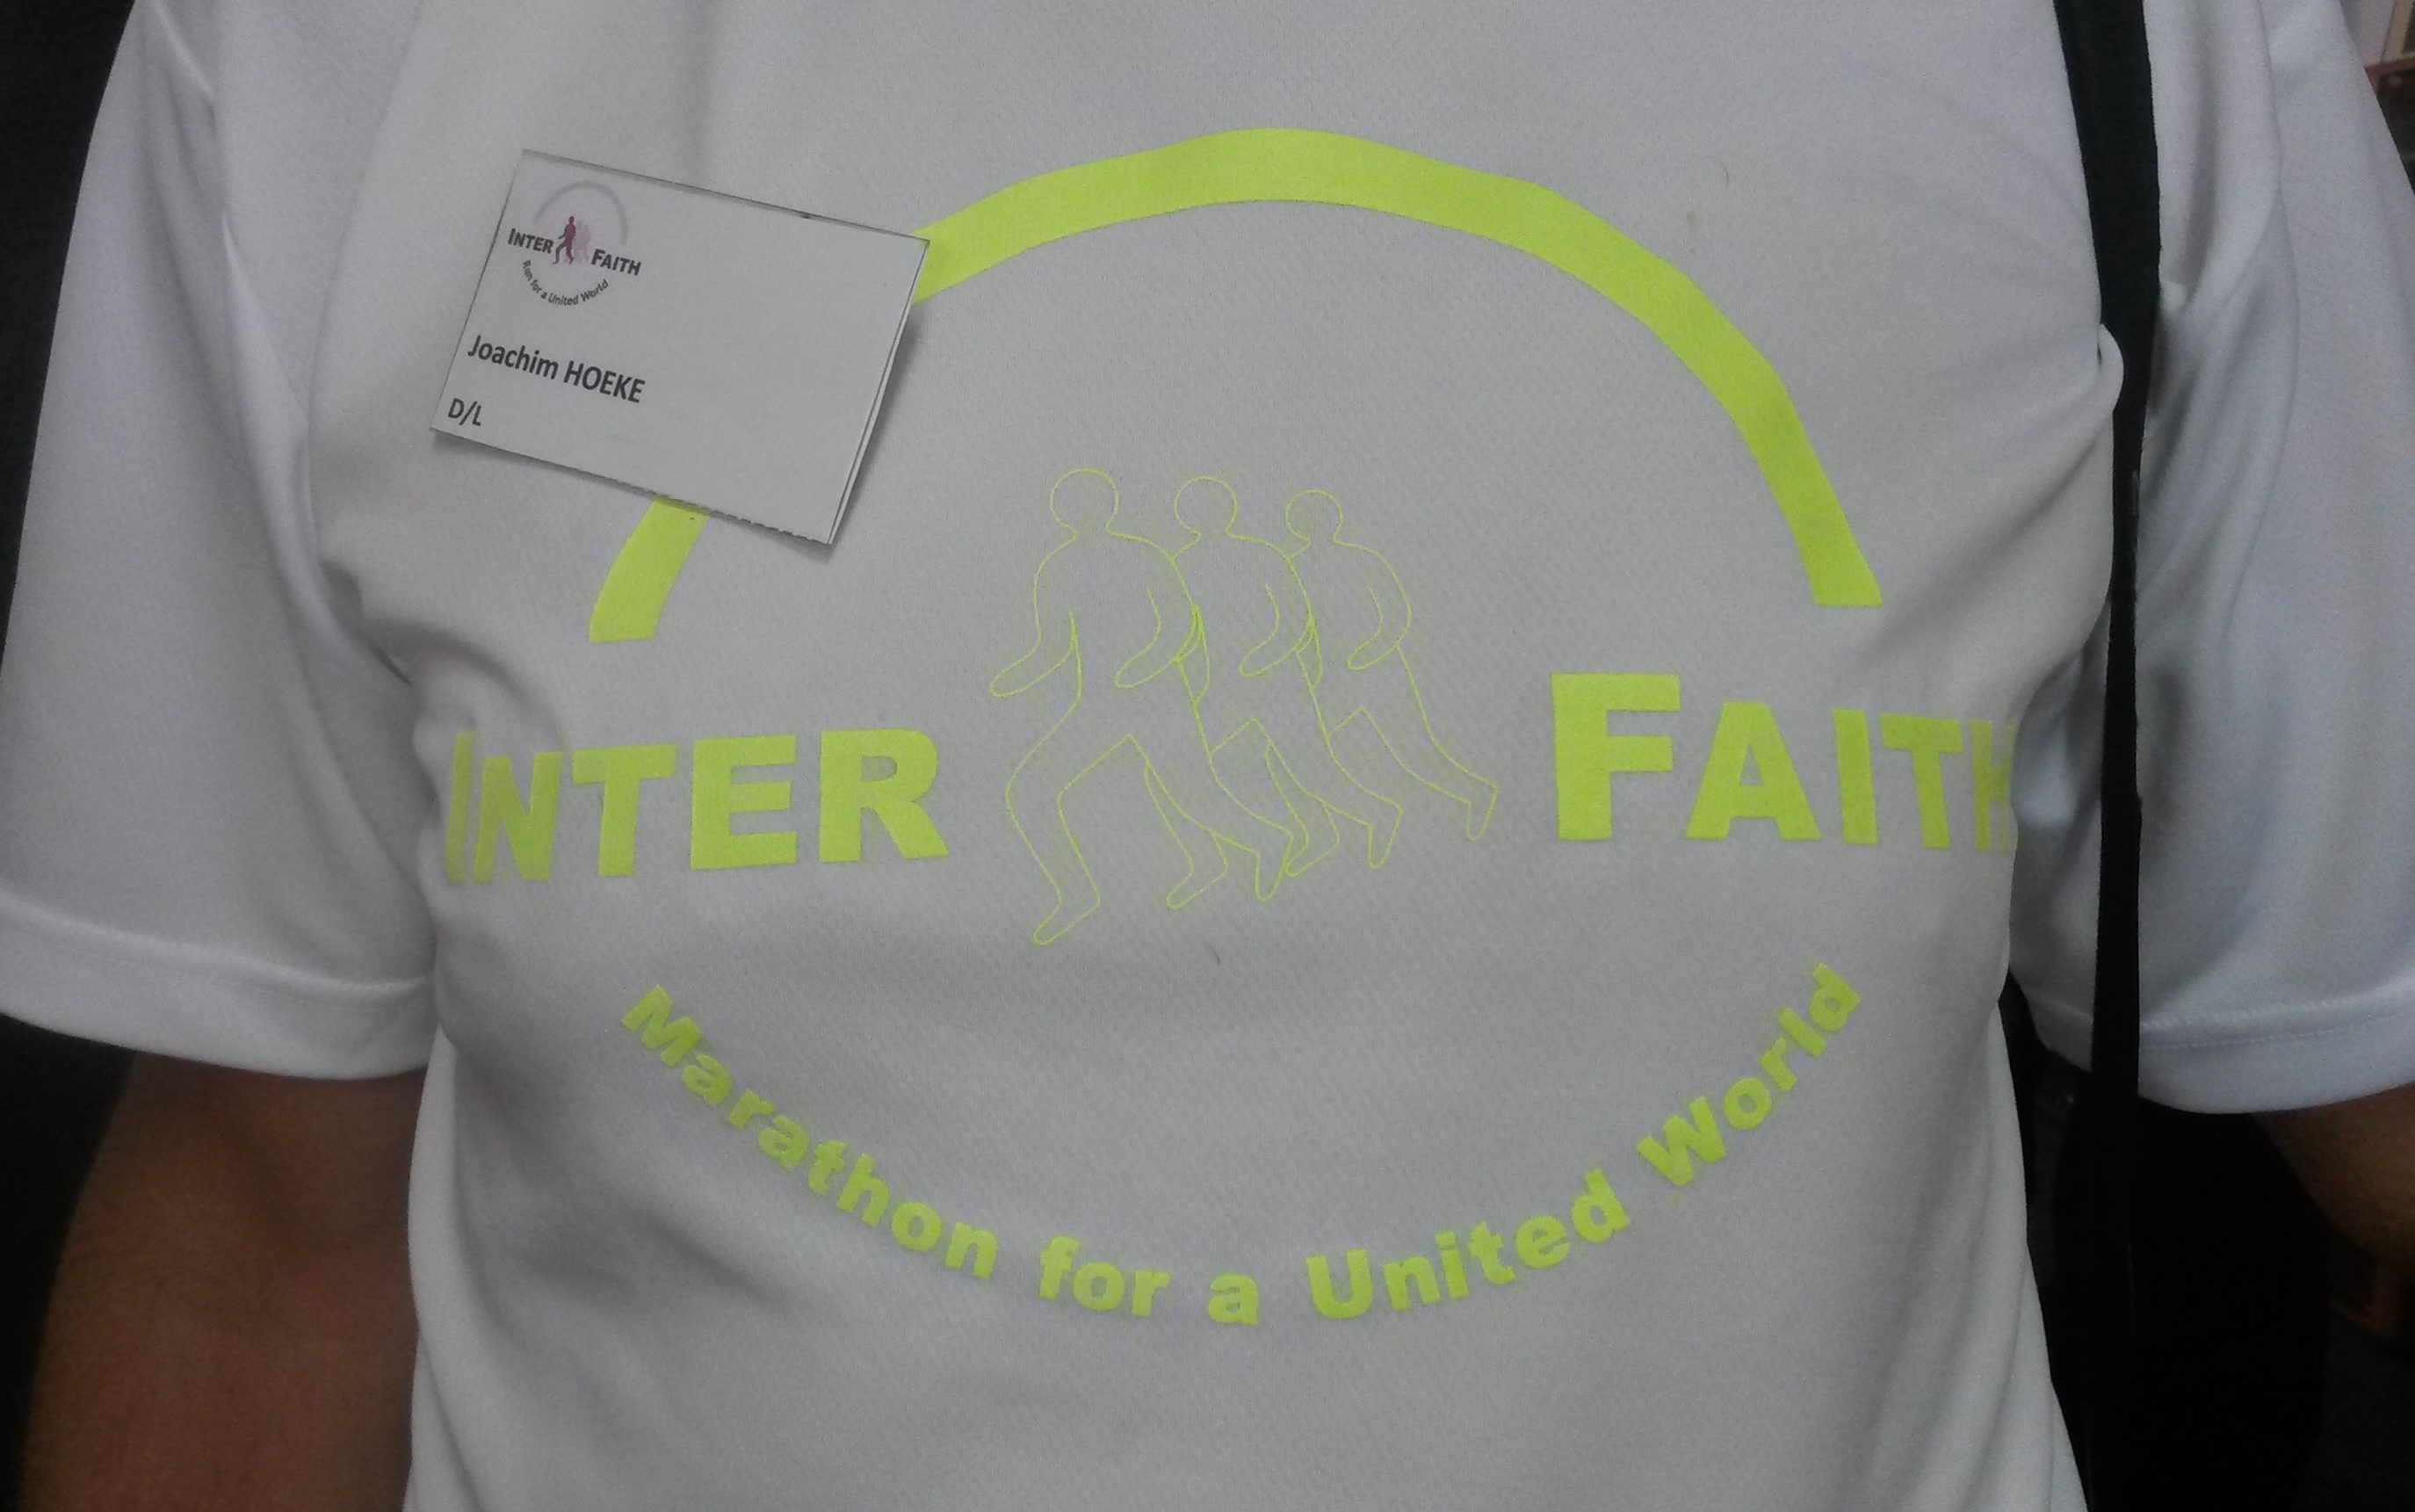 INTER FAITH
Run for a United World
Joachim HOEKE
D/L
INTER FAITH
Marathon for a United World